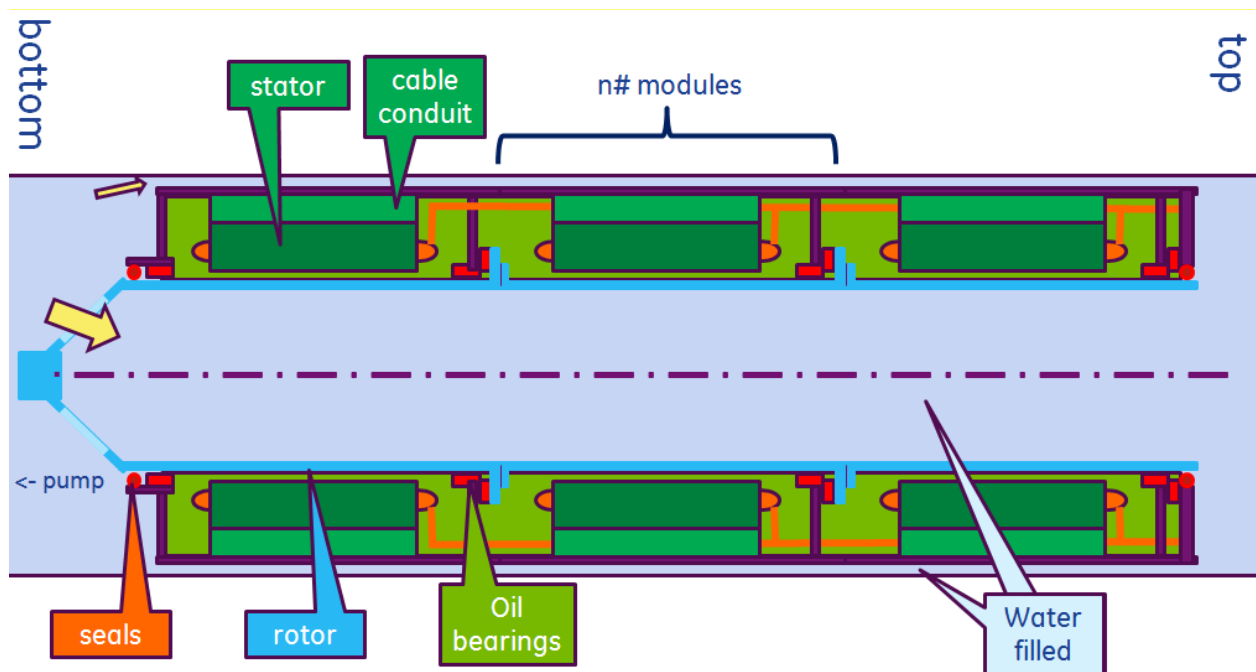 bottom
top
stator
cable
conduit
n# modules
<- pump
seals
rotor
Oil
bearings
Water
filled